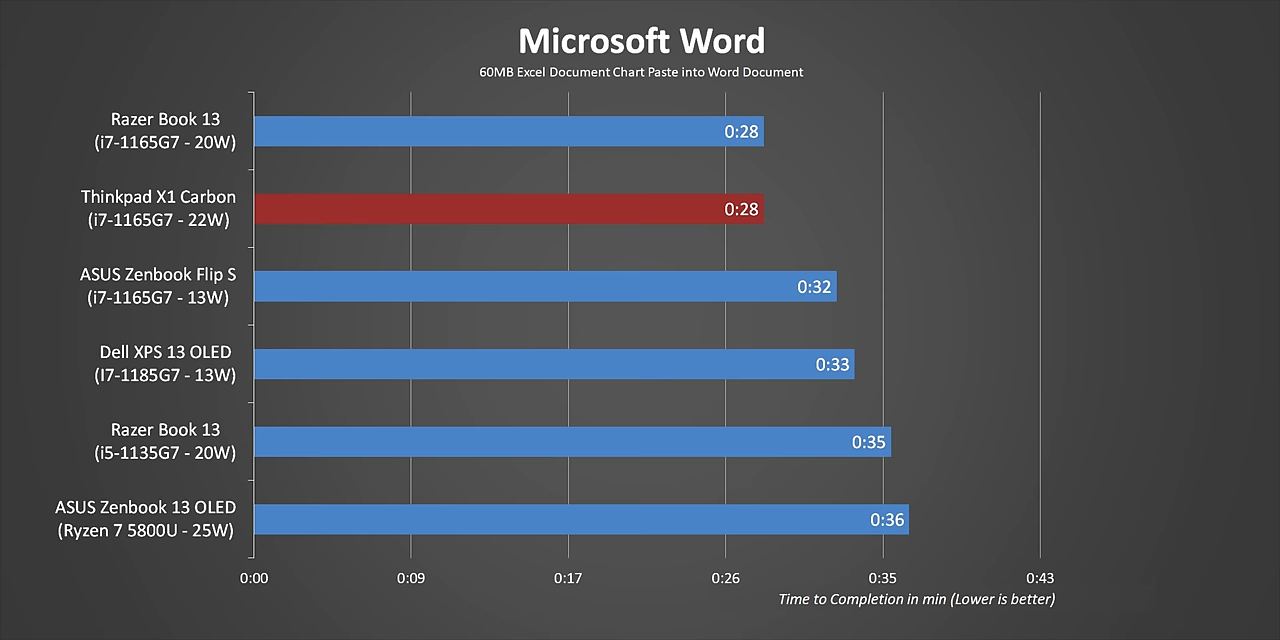 Microsoft Word
60MB Excel Document Chart Paste into Word Document
Razer Book 13
(i7-1165G7 - 20W)
0:28
Thinkpad X1 Carbon
(i7-1165G7 - 22W)
0:28
ASUS Zenbook Flip S
(i7-1165G7 - 13W)
0:32
Dell XPS 13 OLED
(I7-1185G7 - 13W)
0:33
Razer Book 13
(i5-1135G7 - 20W)
0:35
ASUS Zenbook 13 OLED
(Ryzen 7 5800U - 25W)
0:36
0:00 0:09 0:17 0:26 0:35 0:43
Time to Completion in min (Lower is better)